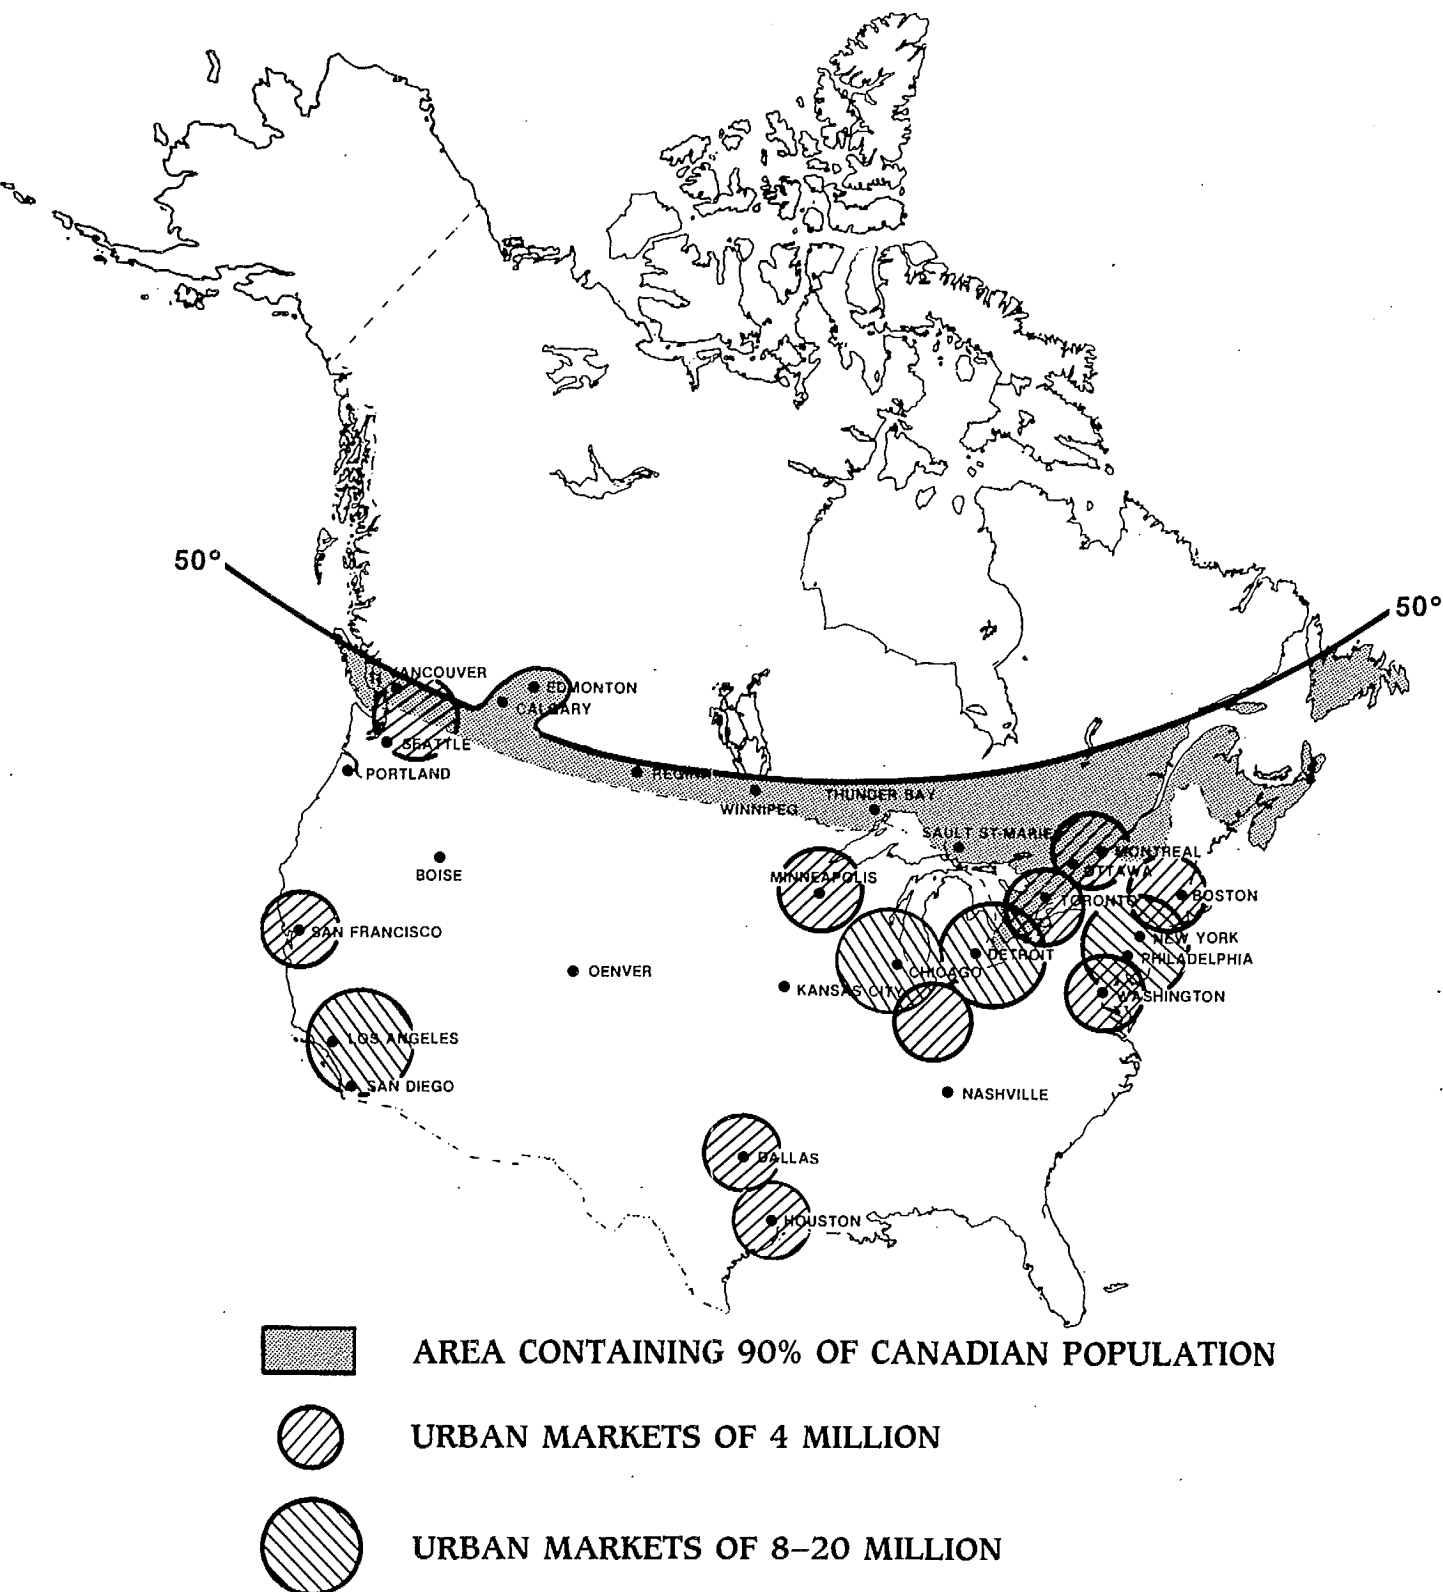 50°
50°
VANCOUVER
EDMONTON
CALGARY
SEATTLE
PORTLAND
REGINA
WINNIPEG
THUNDER BAY
SAULT ST-MARIE
MONTREAL
OTTAWA
BOISE
MINNEAPOLIS
TORONTO
BOSTON
SAN FRANCISCO
NEW YORK
DETROIT
PHILADELPHIA
OENVER
CHICAGO
KANSAS CITY
WASHINGTON
LOS ANGELES
SAN DIEGO
NASHVILLE
DALLAS
HOUSTON
AREA CONTAINING 90% OF CANADIAN POPULATION
URBAN MARKETS OF 4 MILLION
URBAN MARKETS OF 8–20 MILLION